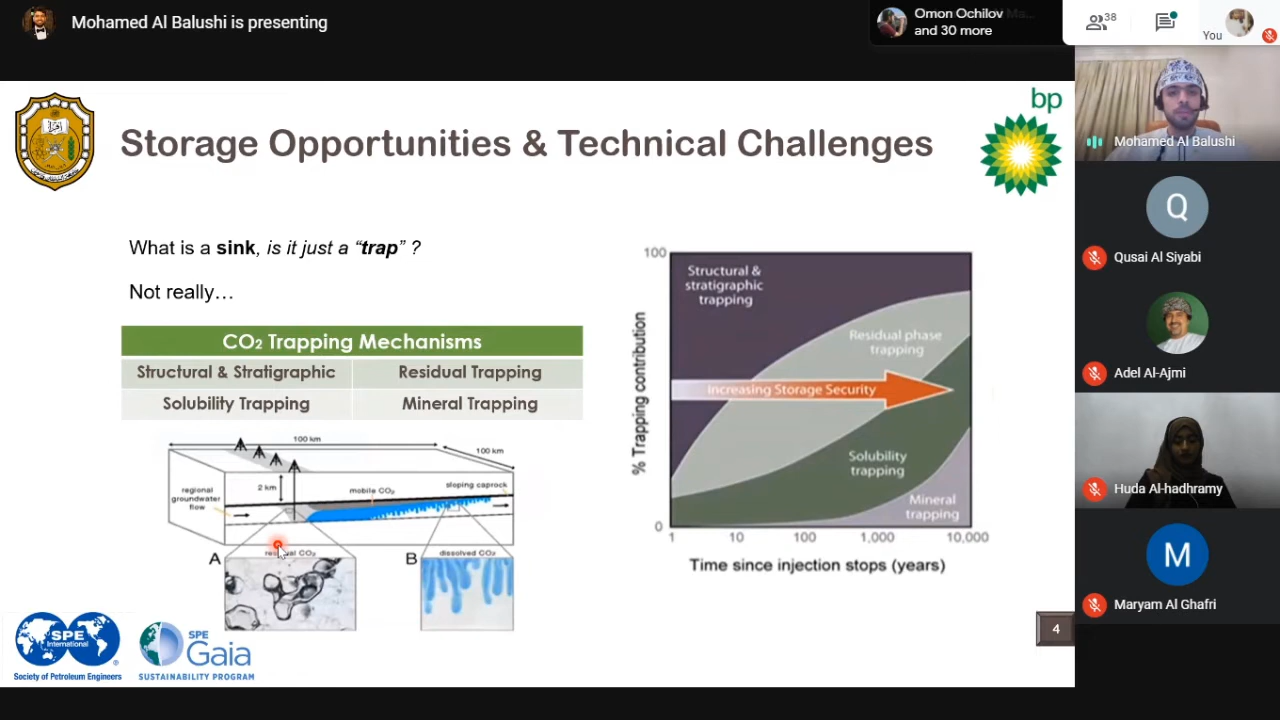 Mohamed Al Balushi is presenting
Omon Ochilov
and 30 more
38
You
bp
Storage Opportunities & Technical Challenges
What is a sink, is it just a “trap” ?
Not really…
CO₂ Trapping Mechanisms
Structural & Stratigraphic
Residual Trapping
Solubility Trapping
Mineral Trapping
100 km
100 km
2 km
regional
groundwater
flow
mobile CO₂
sloping caprock
A
B
dissolved CO₂
100
Structural &
stratigraphic
trapping
Residual phase
trapping
Increasing Storage Security
Solubility
trapping
Mineral
trapping
% Trapping contribution
0
1
10
100
1,000
10,000
Time since injection stops (years)
SPE
International
Society of Petroleum Engineers
SPE
Gaia
SUSTAINABILITY PROGRAM
4
Mohamed Al Balushi
Q
Qusai Al Siyabi
Adel Al-Ajmi
Huda Al-hadhramy
M
Maryam Al Ghafri